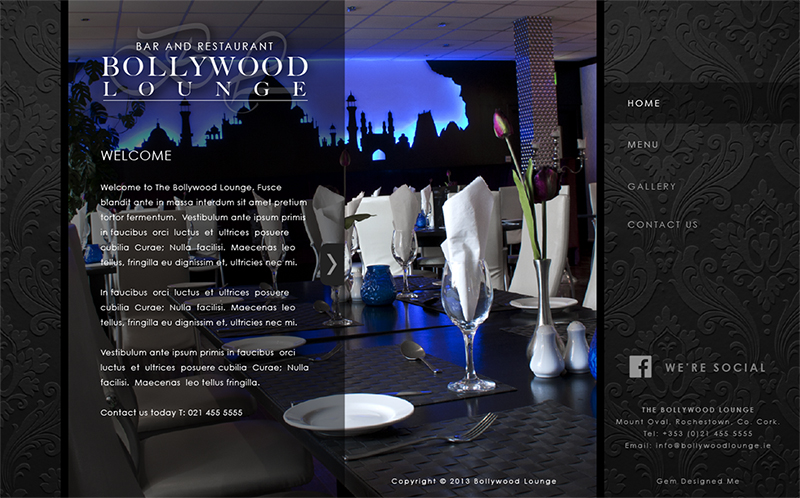 BAR AND RESTAURANT
BOLLYWOOD
LOUNGE
WELCOME
Welcome to The Bollywood Lounge, Fusce
blandit ante in massa interdum sit amet pretium
tortor fermentum. Vestibulum ante ipsum primis
in faucibus orci luctus et ultrices posuere
cubilia Curae; Nulla facilisi. Maecenas leo
tellus, fringilla eu dignissim et, ultricies nec mi.
In faucibus orci luctus et ultrices posuere
cubilia Curae; Nulla facilisi. Maecenas leo
tellus, fringilla eu dignissim et, ultricies nec mi.
Vestibulum ante ipsum primis in faucibus orci
luctus et ultrices posuere cubilia Curae; Nulla
facilisi. Maecenas leo tellus fringilla.
Contact us today T: 021 455 5555
Copyright © 2013 Bollywood Lounge
HOME
MENU
GALLERY
CONTACT US
f WE'RE SOCIAL
THE BOLLYWOOD LOUNGE
Mount Oval, Rochestown, Co. Cork.
Tel: +353 (0)21 455 5555
Email: info@bollywoodlounge.ie
Gem Designed Me